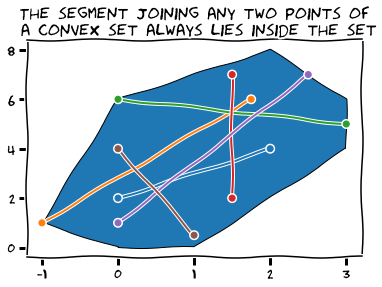 THE SEGMENT JOINING ANY TWO POINTS OF
A CONVEX SET ALWAYS LIES INSIDE THE SET
8
6
4
2
0
-1 0 1 2 3